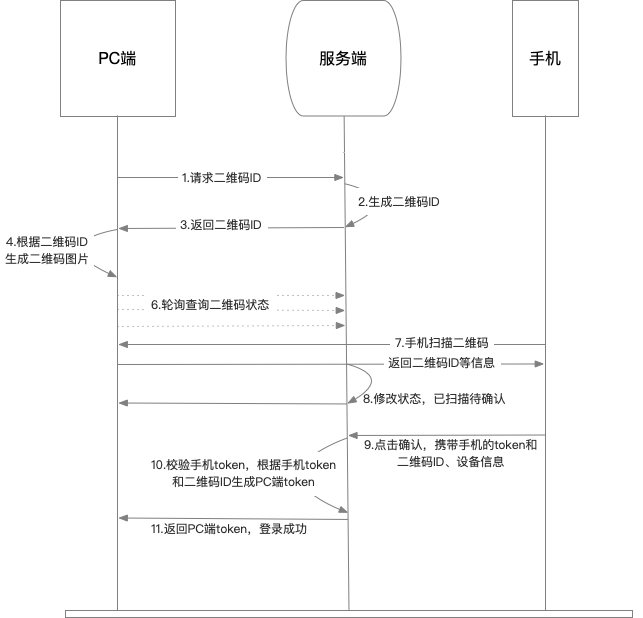 PC端
服务端
手机
1.请求二维码ID
2.生成二维码ID
3.返回二维码ID
4.根据二维码ID
生成二维码图片
6.轮询查询二维码状态
7.手机扫描二维码
返回二维码ID等信息
8.修改状态，已扫描待确认
9.点击确认，携带手机的token和
二维码ID、设备信息
10.校验手机token，根据手机token
和二维码ID生成PC端token
11.返回PC端token，登录成功